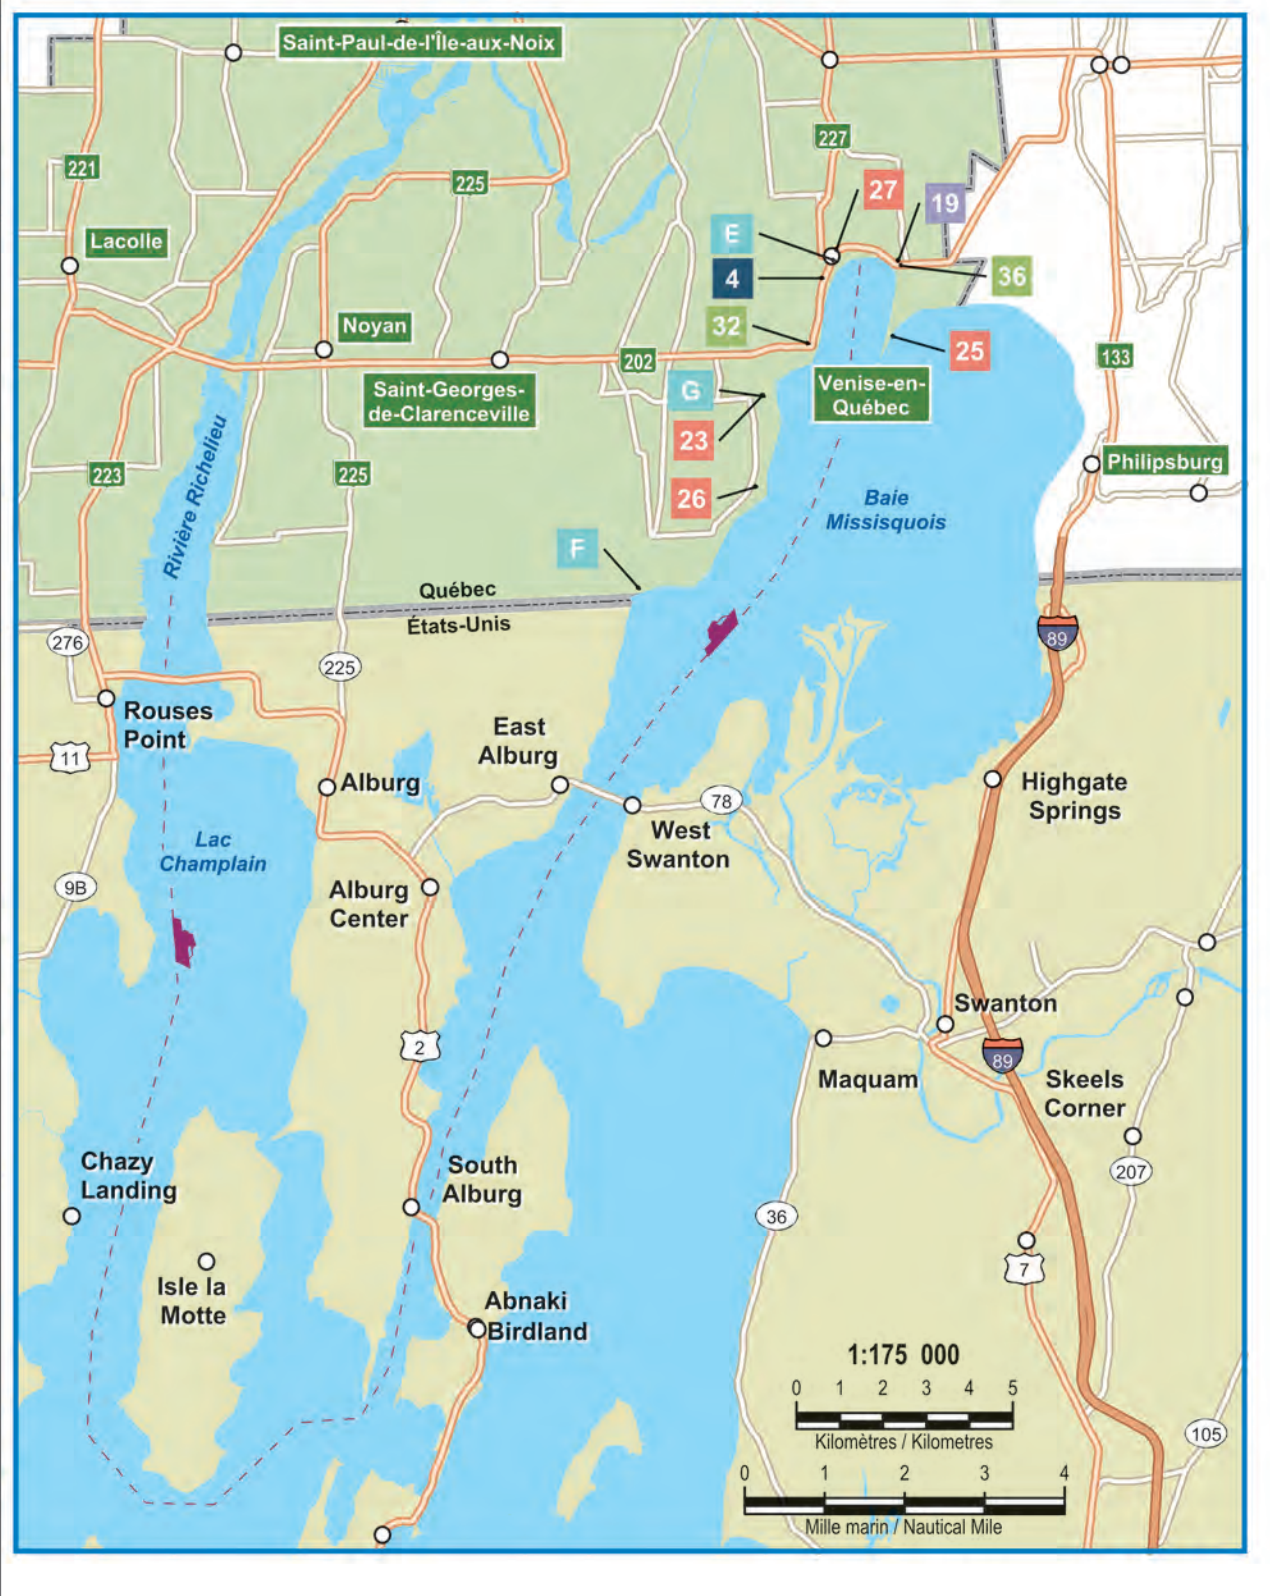 Saint-Paul-de-l'Île-aux-Noix
227
221
225
27
19
E
Lacolle
4
36
32
Noyan
25
202
133
Saint-Georges-
de-Clarenceville
G
Venise-en-
Québec
23
Philipsburg
223
225
Rivière Richelieu
26
Baie
Missisquois
F
Québec
États-Unis
276
225
89
Rouses
Point
East
Alburg
11
Alburg
Highgate
Springs
78
West
Swanton
Lac
Champlain
9B
Alburg
Center
Swanton
2
89
Maquam
Skeels
Corner
Chazy
Landing
South
Alburg
207
36
Isle la
Motte
7
Abnaki
Birdland
1:175 000
0 1 2 3 4 5
Kilomètres / Kilometres
105
0 1 2 3 4
Mille marin / Nautical Mile